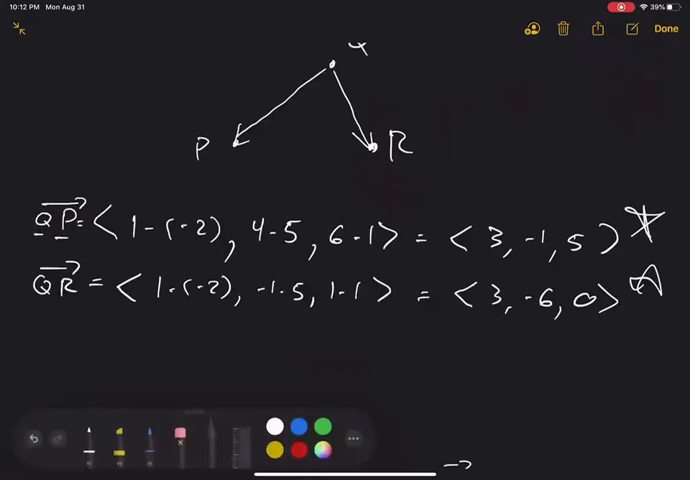 10:12 PM Mon Aug 31
39%
Done
P
R
QP = < 1-(-2), 4-5, 6-1 > = < 3, -1, 5 )
QR = < 1-(-2), -1-5, 1-1 > = < 3, -6, 0 >